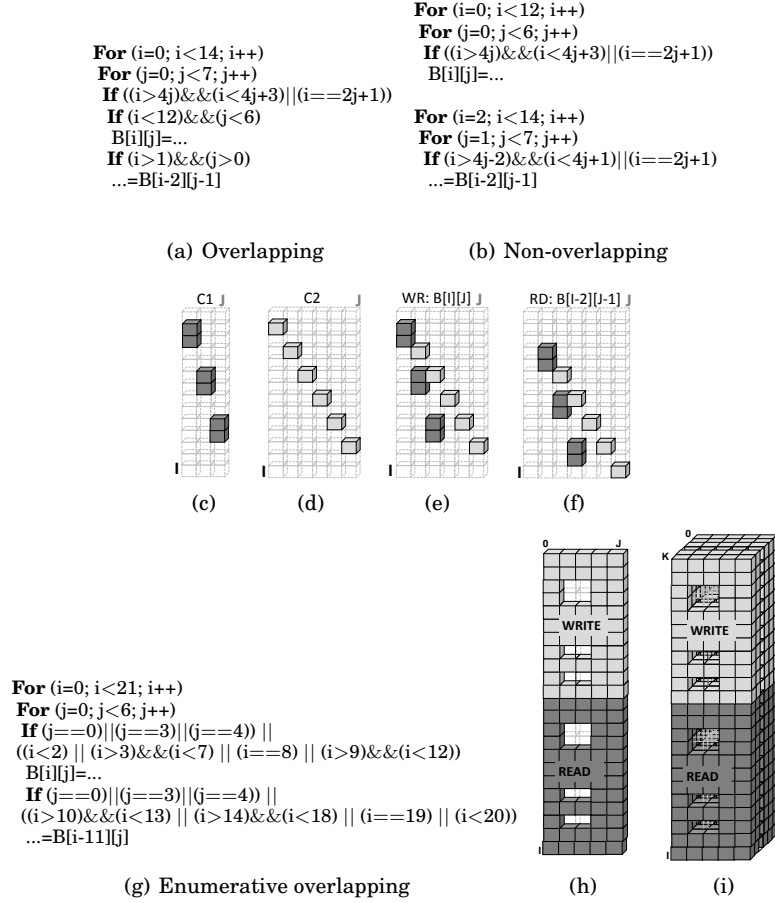 For (i=0; i<14; i++)
For (j=0; j<7; j++)
If ((i>4j)&&(i<4j+3)||(i==2j+1))
If (i<12)&&(j<6)
B[i][j]=...
If (i>1)&&(j>0)
...=B[i-2][j-1]
(a) Overlapping
For (i=0; i<12; i++)
For (j=0; j<6; j++)
If ((i>4j)&&(i<4j+3)||(i==2j+1))
B[i][j]=...
For (i=2; i<14; i++)
For (j=1; j<7; j++)
If (i>4j-2)&&(i<4j+1)||(i==2j+1)
...=B[i-2][j-1]
(b) Non-overlapping
C1 J
I
(c)
C2 J
I
(d)
WR: B[I][J] J
I
(e)
RD: B[I-2][J-1] J
I
(f)
For (i=0; i<21; i++)
For (j=0; j<6; j++)
If (j==0)||(j==3)||(j==4)) ||
((i<2) || (i>3)&&(i<7) || (i==8) || (i>9)&&(i<12))
B[i][j]=...
If (j==0)||(j==3)||(j==4)) ||
((i>10)&&(i<13) || (i>14)&&(i<18) || (i==19) || (i<20))
...=B[i-11][j]
(g) Enumerative overlapping
0 J
WRITE
READ
I
(h)
0
K
WRITE
READ
I
(i)